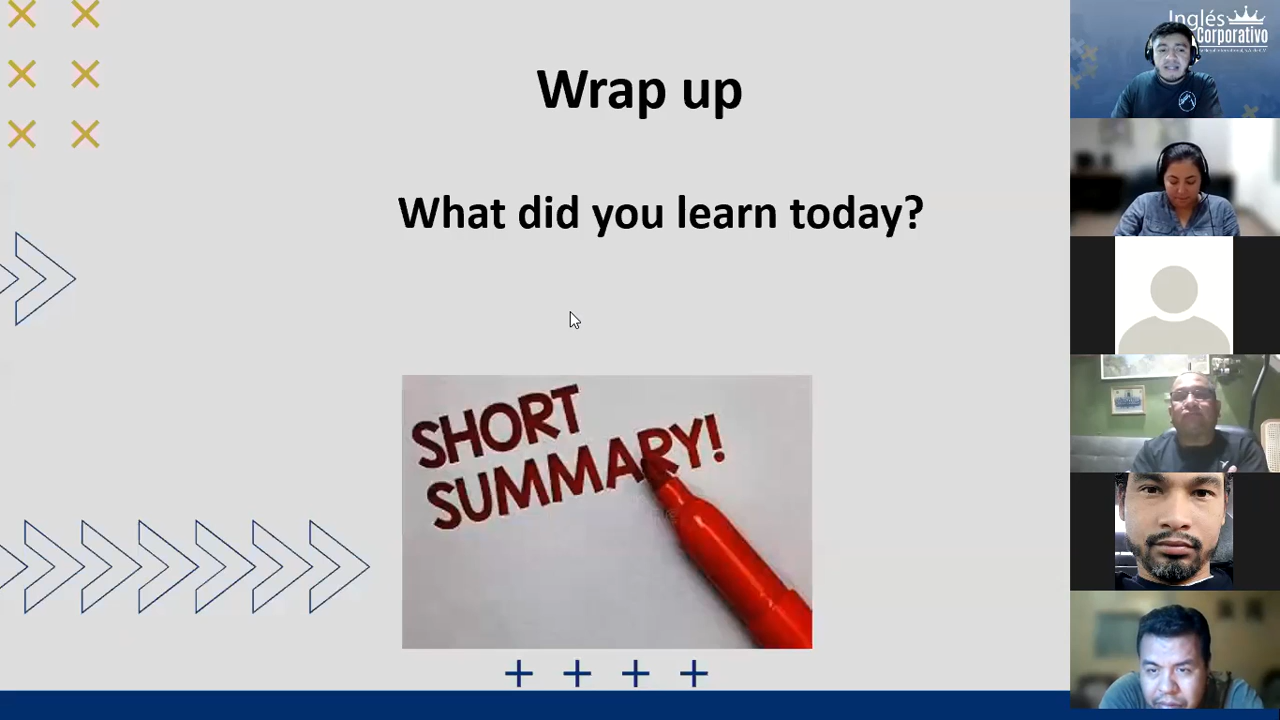 Wrap up
What did you learn today?
SHORT
SUMMARY!
Inglés
Corporativo